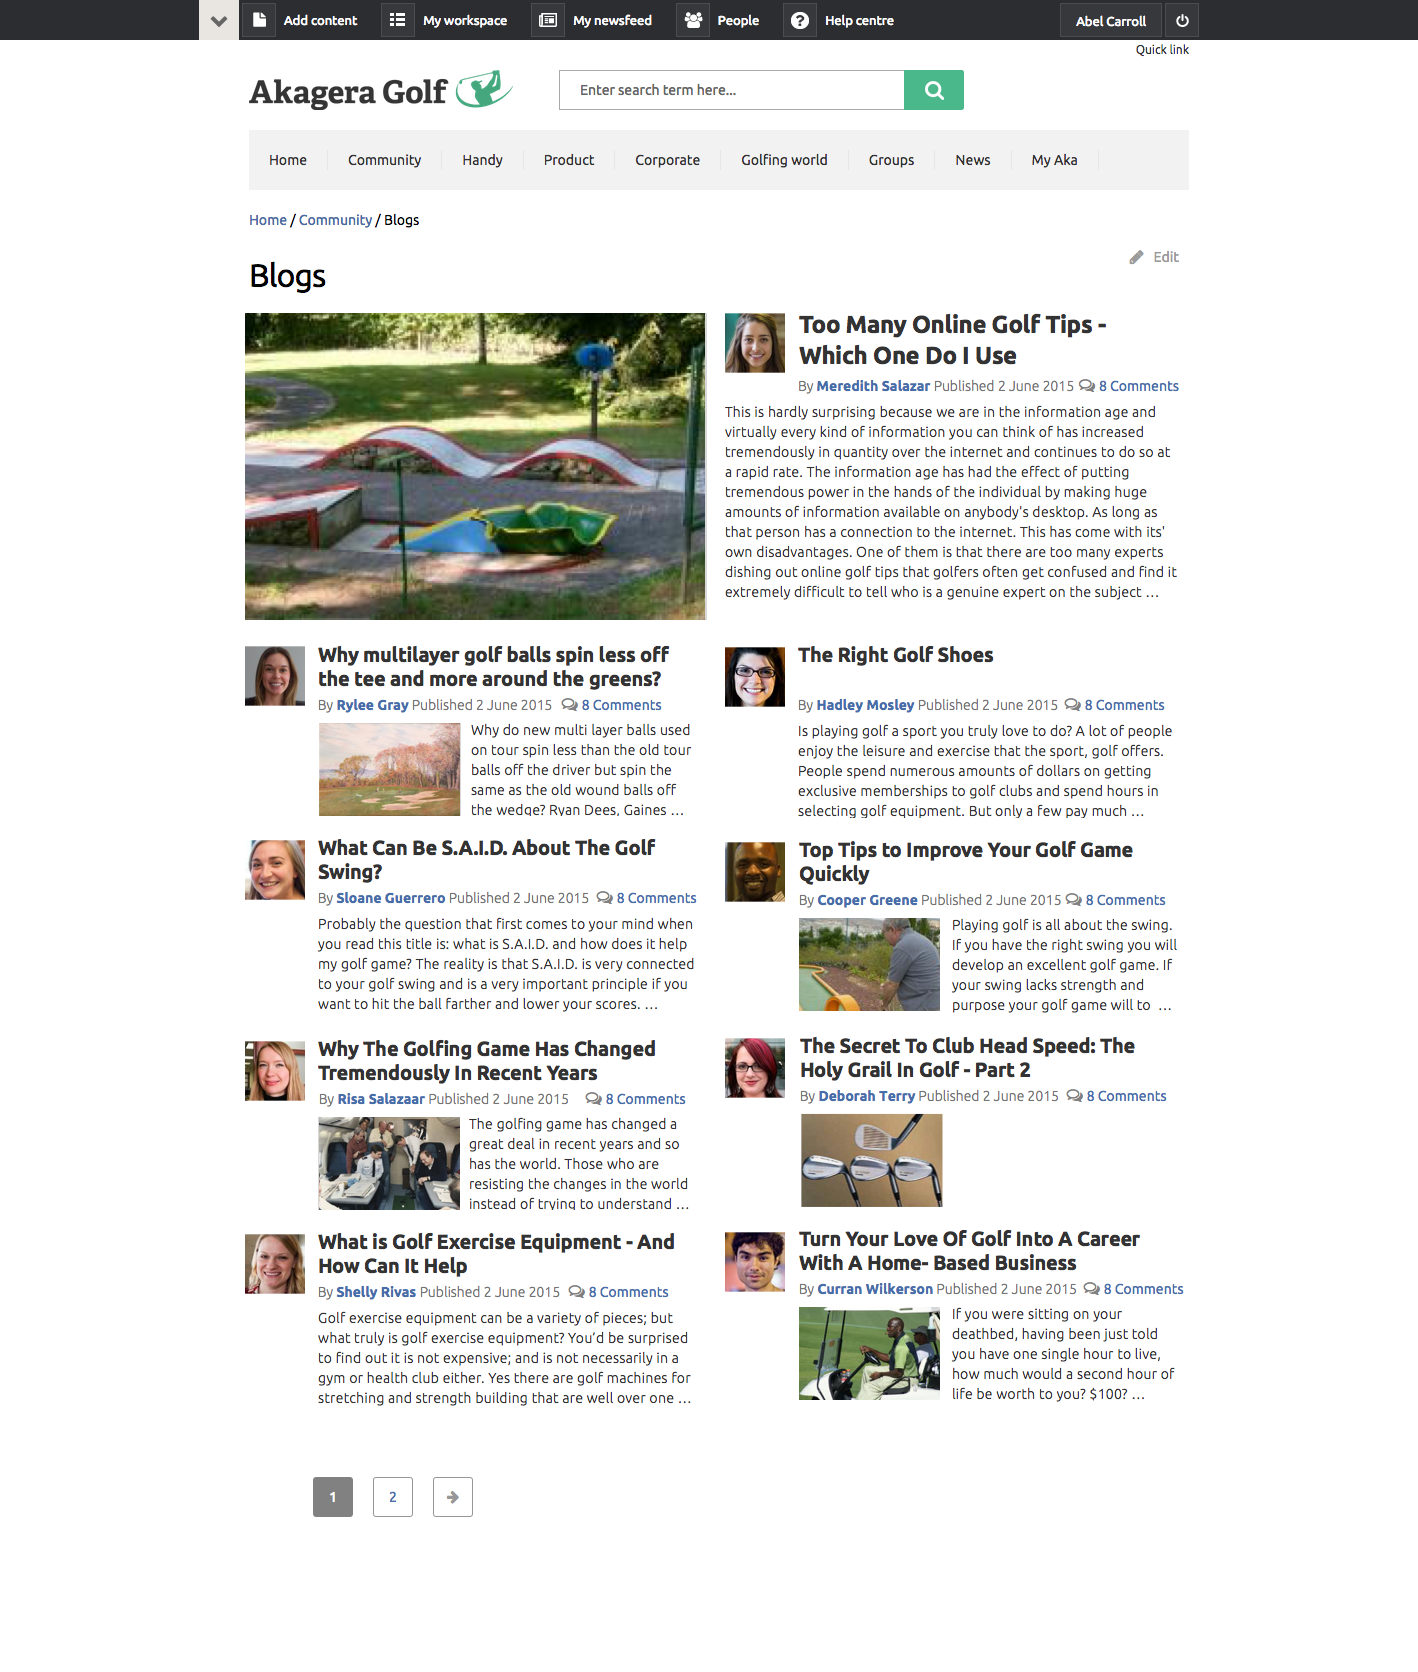 Add content
My workspace
My newsfeed
People
Help centre
Abel Carroll
Quick link
Akagera Golf
Enter search term here...
Home
Community
Handy
Product
Corporate
Golfing world
Groups
News
My Aka
Home / Community / Blogs
Edit
Blogs
Too Many Online Golf Tips -
Which One Do I Use
By Meredith Salazar Published 2 June 2015 8 Comments
This is hardly surprising because we are in the information age and
virtually every kind of information you can think of has increased
tremendously in quantity over the internet and continues to do so at
a rapid rate. The information age has had the effect of putting
tremendous power in the hands of the individual by making huge
amounts of information available on anybody's desktop. As long as
that person has a connection to the internet. This has come with its'
own disadvantages. One of them is that there are too many experts
dishing out online golf tips that golfers often get confused and find it
extremely difficult to tell who is a genuine expert on the subject ...
Why multilayer golf balls spin less off
the tee and more around the greens?
By Rylee Gray Published 2 June 2015 8 Comments
Why do new multi layer balls used
on tour spin less than the old tour
balls off the driver but spin the
same as the old wound balls off
the wedge? Ryan Dees, Gaines ...
The Right Golf Shoes
By Hadley Mosley Published 2 June 2015 8 Comments
Is playing golf a sport you truly love to do? A lot of people
enjoy the leisure and exercise that the sport, golf offers.
People spend numerous amounts of dollars on getting
exclusive memberships to golf clubs and spend hours in
selecting golf equipment. But only a few pay much ...
What Can Be S.A.I.D. About The Golf
Swing?
By Sloane Guerrero Published 2 June 2015 8 Comments
Probably the question that first comes to your mind when
you read this title is: what is S.A.I.D. and how does it help
my golf game? The reality is that S.A.I.D. is very connected
to your golf swing and is a very important principle if you
want to hit the ball farther and lower your scores. ...
Top Tips to Improve Your Golf Game
Quickly
By Cooper Greene Published 2 June 2015 8 Comments
Playing golf is all about the swing.
If you have the right swing you will
develop an excellent golf game. If
your swing lacks strength and
purpose your golf game will to ...
Why The Golfing Game Has Changed
Tremendously In Recent Years
By Risa Salazaar Published 2 June 2015 8 Comments
The golfing game has changed a
great deal in recent years and so
has the world. Those who are
resisting the changes in the world
instead of trying to understand ...
The Secret To Club Head Speed: The
Holy Grail In Golf - Part 2
By Deborah Terry Published 2 June 2015 8 Comments
What is Golf Exercise Equipment - And
How Can It Help
By Shelly Rivas Published 2 June 2015 8 Comments
Golf exercise equipment can be a variety of pieces; but
what truly is golf exercise equipment? You'd be surprised
to find out it is not expensive; and is not necessarily in a
gym or health club either. Yes there are golf machines for
stretching and strength building that are well over one ...
Turn Your Love Of Golf Into A Career
With A Home- Based Business
By Curran Wilkerson Published 2 June 2015 8 Comments
If you were sitting on your
deathbed, having been just told
you have one single hour to live,
how much would a second hour of
life be worth to you? $100? ...
1
2